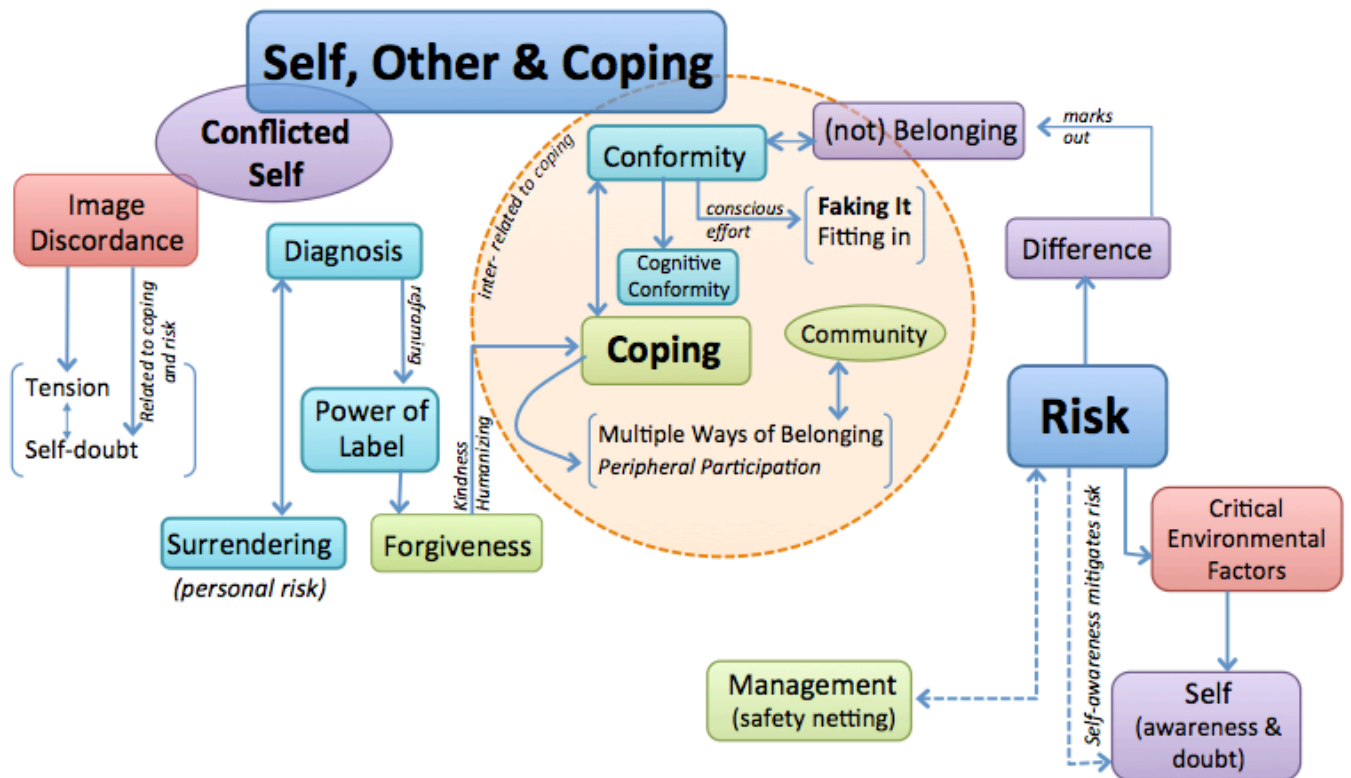 Self, Other & Coping
Conflicted
Self
Image
Discordance
Related to coping
and risk
Tension
Self-doubt
Diagnosis
reframing
Power of
Label
Surrendering
(personal risk)
Forgiveness
Kindness
Humanizing
inter- related to coping
Conformity
(not) Belonging
marks
out
conscious
effort
Faking It
Fitting in
Cognitive
Conformity
Coping
Community
Multiple Ways of Belonging
Peripheral Participation
Difference
Risk
Critical
Environmental
Factors
Self-awareness mitigates risk
Management
(safety netting)
Self
(awareness &
doubt)